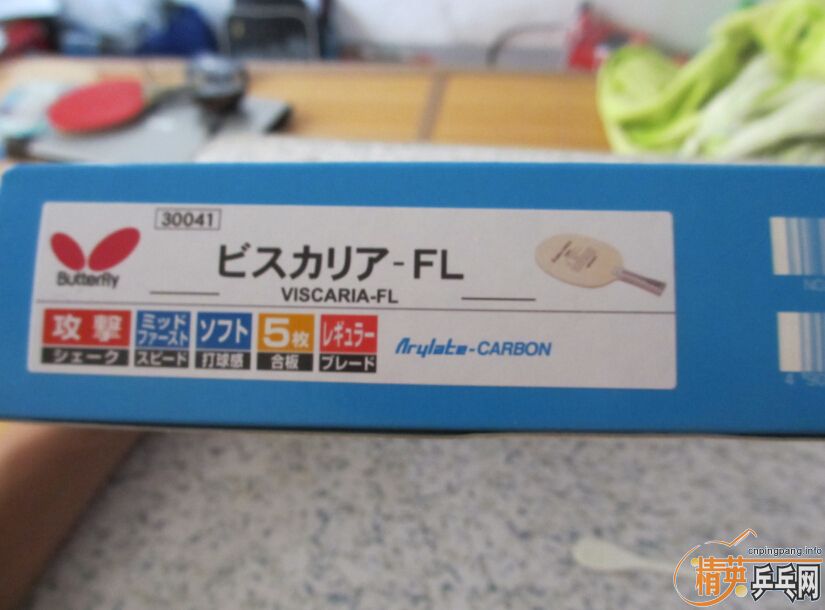 30041
Butterfly
ビスカリア-FL
VISCARIA-FL
攻撃 ミッドファースト ソフト 5枚 レギュラー
シェーク スピード 打球感 合板 ブレード
Arylate-CARBON
NO
4
cnpingpang.info
精英乒乓网